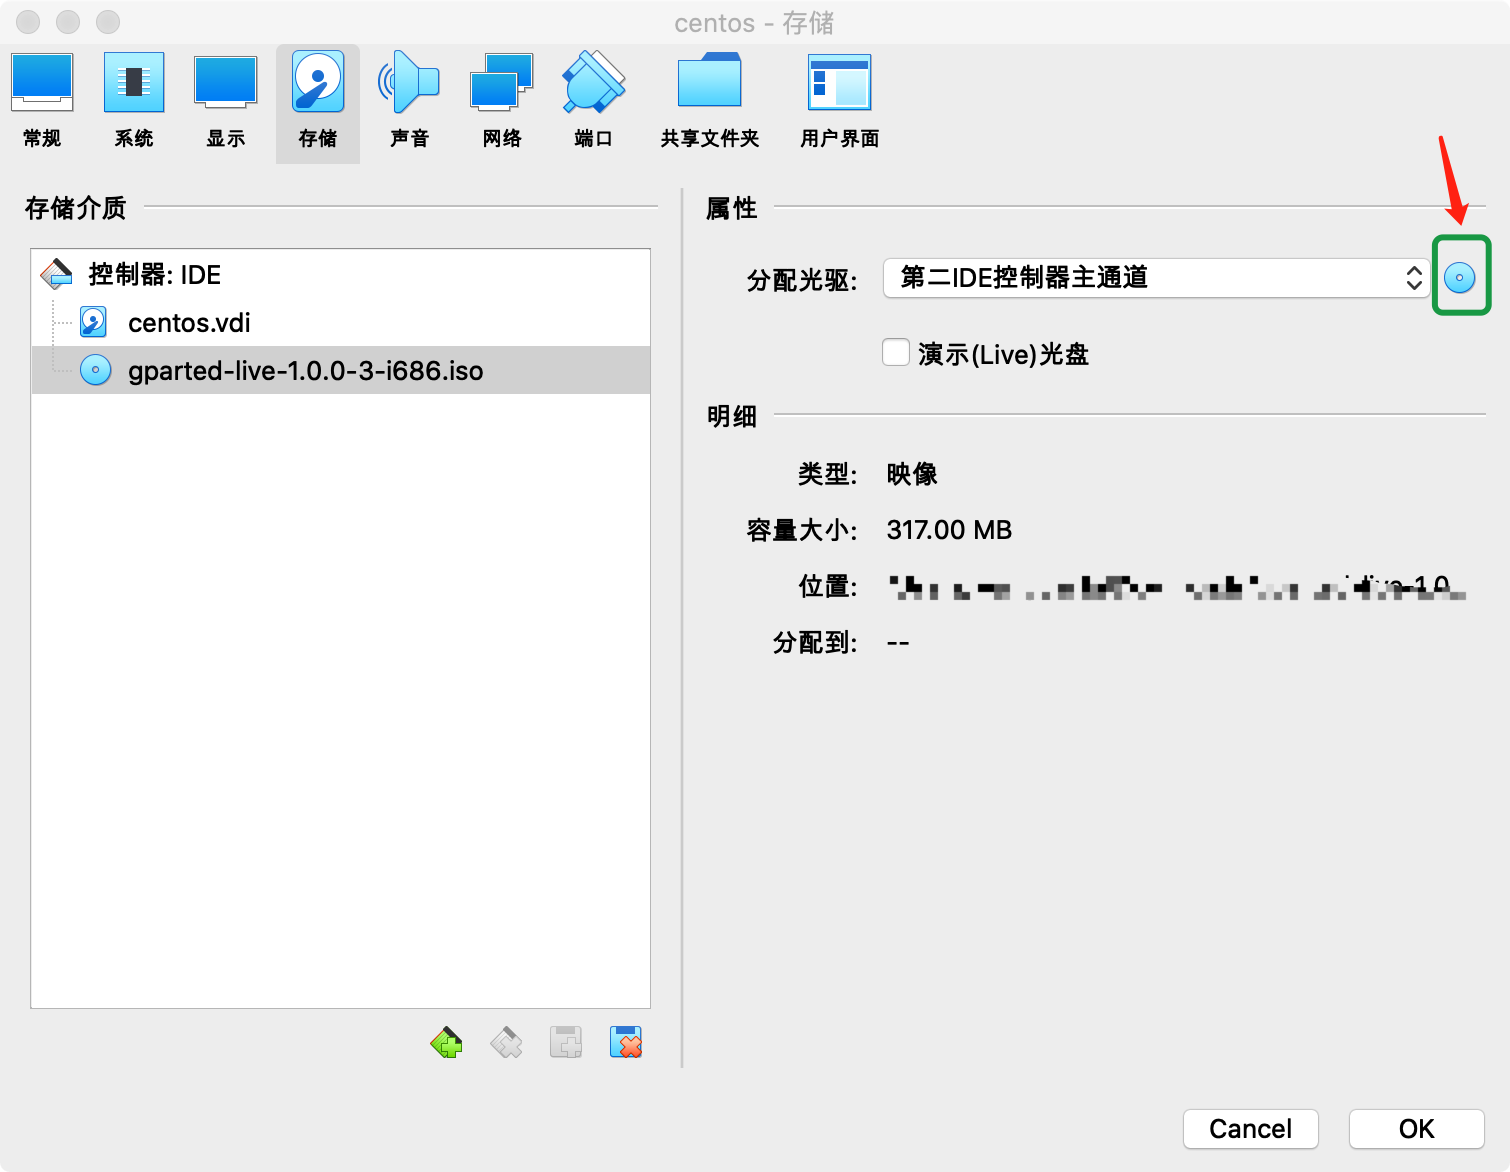 centos - 存储
常规 系统 显示 存储 声音 网络 端口 共享文件夹 用户界面
存储介质
控制器: IDE
centos.vdi
gparted-live-1.0.0-3-i686.iso
属性
分配光驱: 第二IDE控制器主通道
演示(Live)光盘
明细
类型: 映像
容量大小: 317.00 MB
位置:
分配到: --
Cancel OK